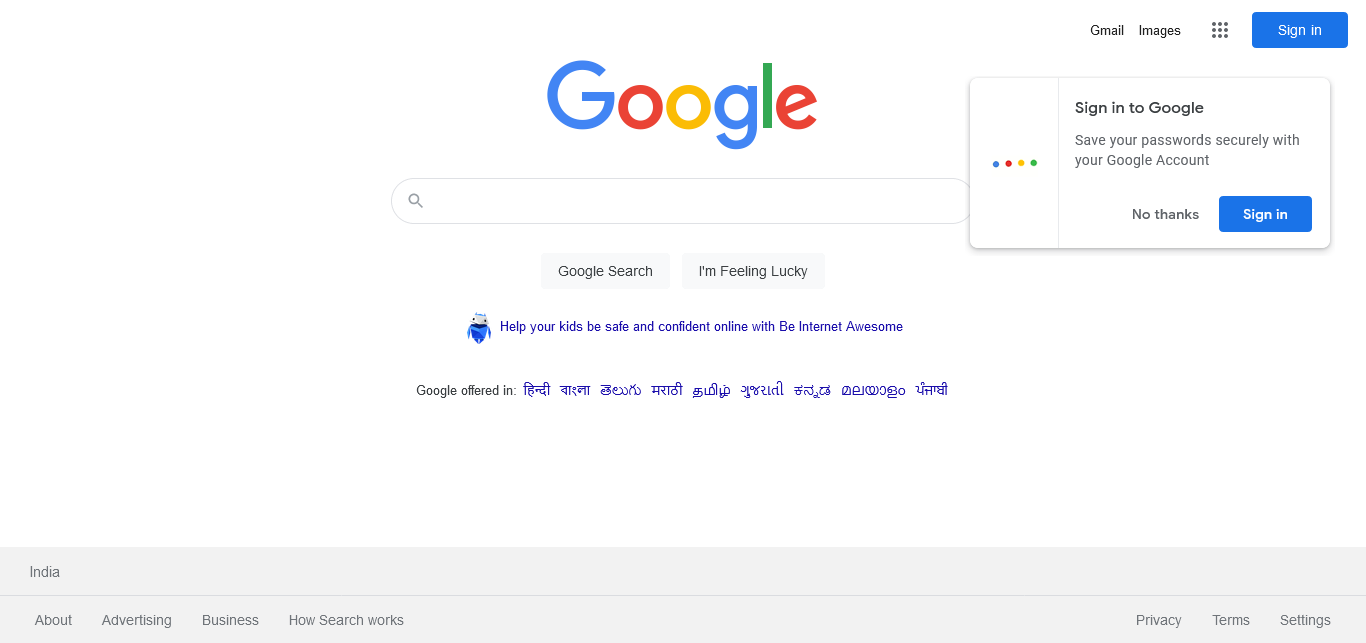 Gmail Images Sign in
Google
Sign in to Google
Save your passwords securely with
your Google Account
No thanks Sign in
Google Search I'm Feeling Lucky
Help your kids be safe and confident online with Be Internet Awesome
Google offered in: हिन्दी বাংলা తెలుగు मराठी தமிழ் ગુજરાતી ಕನ್ನಡ മലയാളം ਪੰਜਾਬੀ
India
About Advertising Business How Search works Privacy Terms Settings